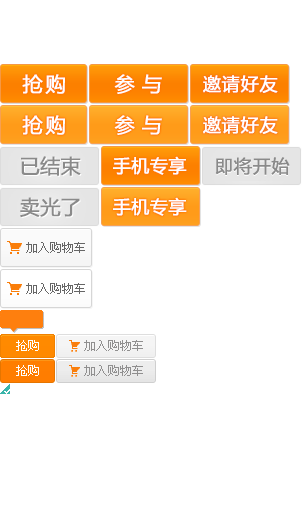 抢购 参与 邀请好友
抢购 参与 邀请好友
已结束 手机专享 即将开始
卖光了 手机专享
加入购物车
加入购物车
抢购 加入购物车
抢购 加入购物车